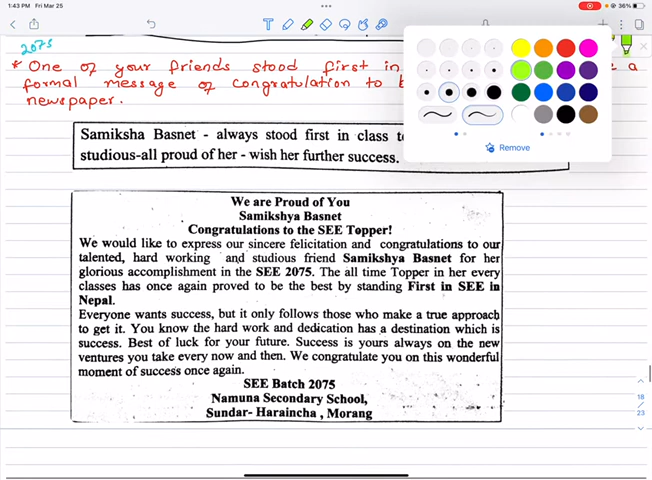 1:43 PM Fri Mar 25
36%
2075
* One of your friends stood first in
a
formal message of congratulation to b
newspaper.
Samiksha Basnet - always stood first in class t
studious-all proud of her - wish her further success.
Remove
We are Proud of You
Samikshya Basnet
Congratulations to the SEE Topper!
We would like to express our sincere felicitation and congratulations to our
talented, hard working and studious friend Samikshya Basnet for her
glorious accomplishment in the SEE 2075. The all time Topper in her every
classes has once again proved to be the best by standing First in SEE in
Nepal.
Everyone wants success, but it only follows those who make a true approach
to get it. You know the hard work and dedication has a destination which is
success. Best of luck for your future. Success is yours always on the new
ventures you take every now and then. We congratulate you on this wonderful
moment of success once again.
SEE Batch 2075
Namuna Secondary School,
Sundar- Haraincha , Morang
18
23